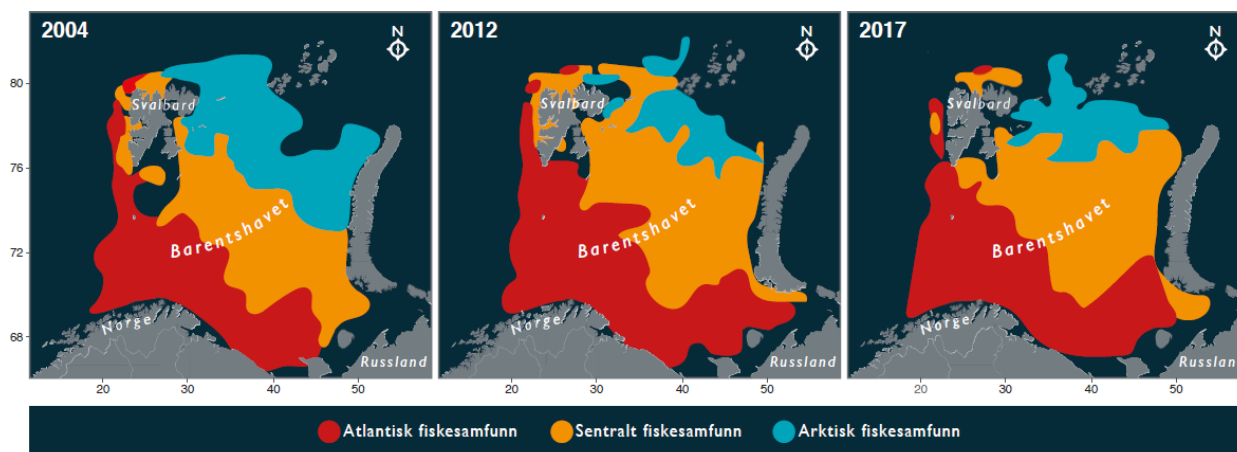 2004
N
80
76
72
68
Svalbard
Barentshavet
Norge
Russland
20
30
40
50
2012
N
Svalbard
Barentshavet
Norge
Russland
20
30
40
50
2017
N
Svalbard
Barentshavet
Norge
Russland
20
30
40
50
Atlantisk fiskesamfunn Sentralt fiskesamfunn Arktisk fiskesamfunn